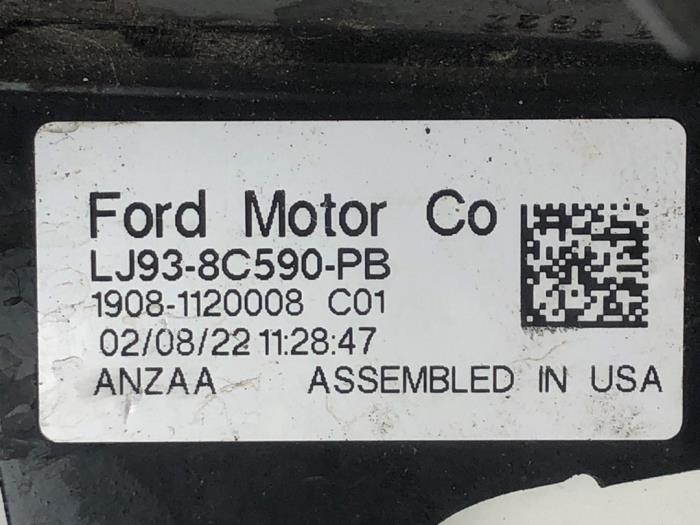 Ford Motor Co
LJ93-8C590-PB
1908-1120008 C01
02/08/22 11:28:47
ANZAA ASSEMBLED IN USA